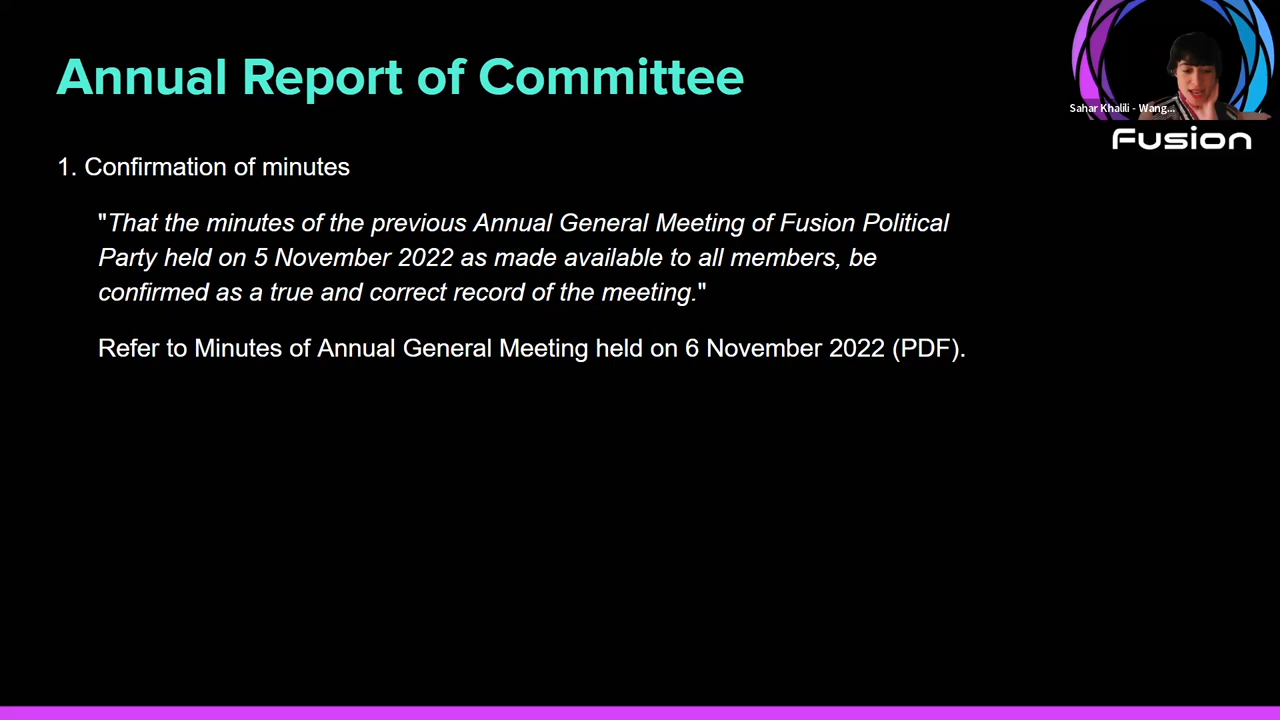 Annual Report of Committee
Sahar Khalili - Wang...
Fusion
1. Confirmation of minutes
"That the minutes of the previous Annual General Meeting of Fusion Political
Party held on 5 November 2022 as made available to all members, be
confirmed as a true and correct record of the meeting."
Refer to Minutes of Annual General Meeting held on 6 November 2022 (PDF).